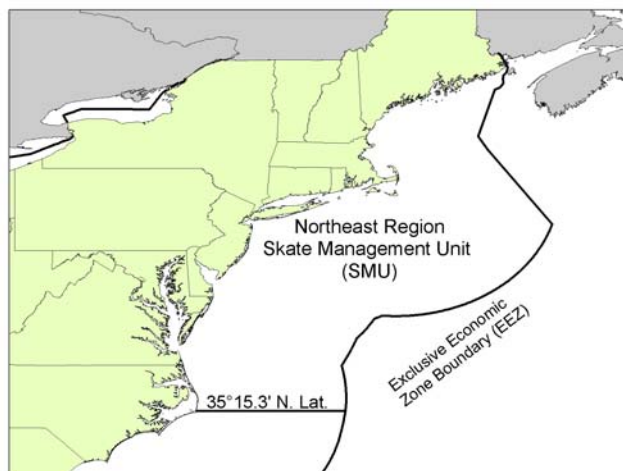 Northeast Region
Skate Management Unit
(SMU)
Exclusive Economic
Zone Boundary (EEZ)
35°15.3' N. Lat.